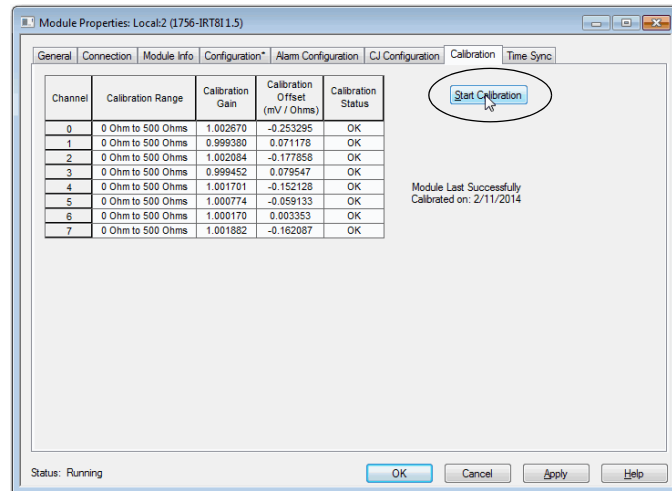 Module Properties: Local:2 (1756-IRT8I 1.5)
General Connection Module Info Configuration* Alarm Configuration CJ Configuration Calibration Time Sync
Channel Calibration Range Calibration Gain Calibration Offset (mV / Ohms) Calibration Status
0 0 Ohm to 500 Ohms 1.002670 -0.253295 OK
1 0 Ohm to 500 Ohms 0.999380 0.071178 OK
2 0 Ohm to 500 Ohms 1.002084 -0.177858 OK
3 0 Ohm to 500 Ohms 0.999452 0.079547 OK
4 0 Ohm to 500 Ohms 1.001701 -0.152128 OK
5 0 Ohm to 500 Ohms 1.000774 -0.059133 OK
6 0 Ohm to 500 Ohms 1.000170 0.003353 OK
7 0 Ohm to 500 Ohms 1.001882 -0.162087 OK
Start Calibration
Module Last Successfully
Calibrated on: 2/11/2014
Status: Running
OK Cancel Apply Help